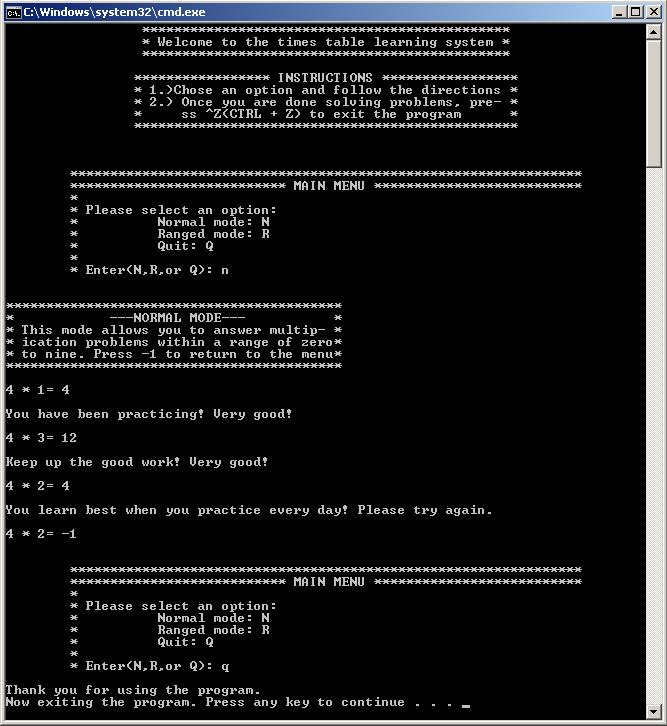 C:\Windows\system32\cmd.exe
**********************************************
* Welcome to the times table learning system *
**********************************************
***************** INSTRUCTIONS *****************
* 1.)Chose an option and follow the directions *
* 2.) Once you are done solving problems, pre- *
*     ss ^Z(CTRL + Z) to exit the program      *
************************************************
****************************************************************
*************************** MAIN MENU **************************
*
* Please select an option:
*          Normal mode: N
*          Ranged mode: R
*          Quit: Q
*
* Enter(N,R,or Q): n
******************************************
*            ---NORMAL MODE---           *
* This mode allows you to answer multip- *
* ication problems within a range of zero*
* to nine. Press -1 to return to the menu*
******************************************
4 * 1= 4
You have been practicing! Very good!
4 * 3= 12
Keep up the good work! Very good!
4 * 2= 4
You learn best when you practice every day! Please try again.
4 * 2= -1
****************************************************************
*************************** MAIN MENU **************************
*
* Please select an option:
*          Normal mode: N
*          Ranged mode: R
*          Quit: Q
*
* Enter(N,R,or Q): q
Thank you for using the program.
Now exiting the program. Press any key to continue . . . _